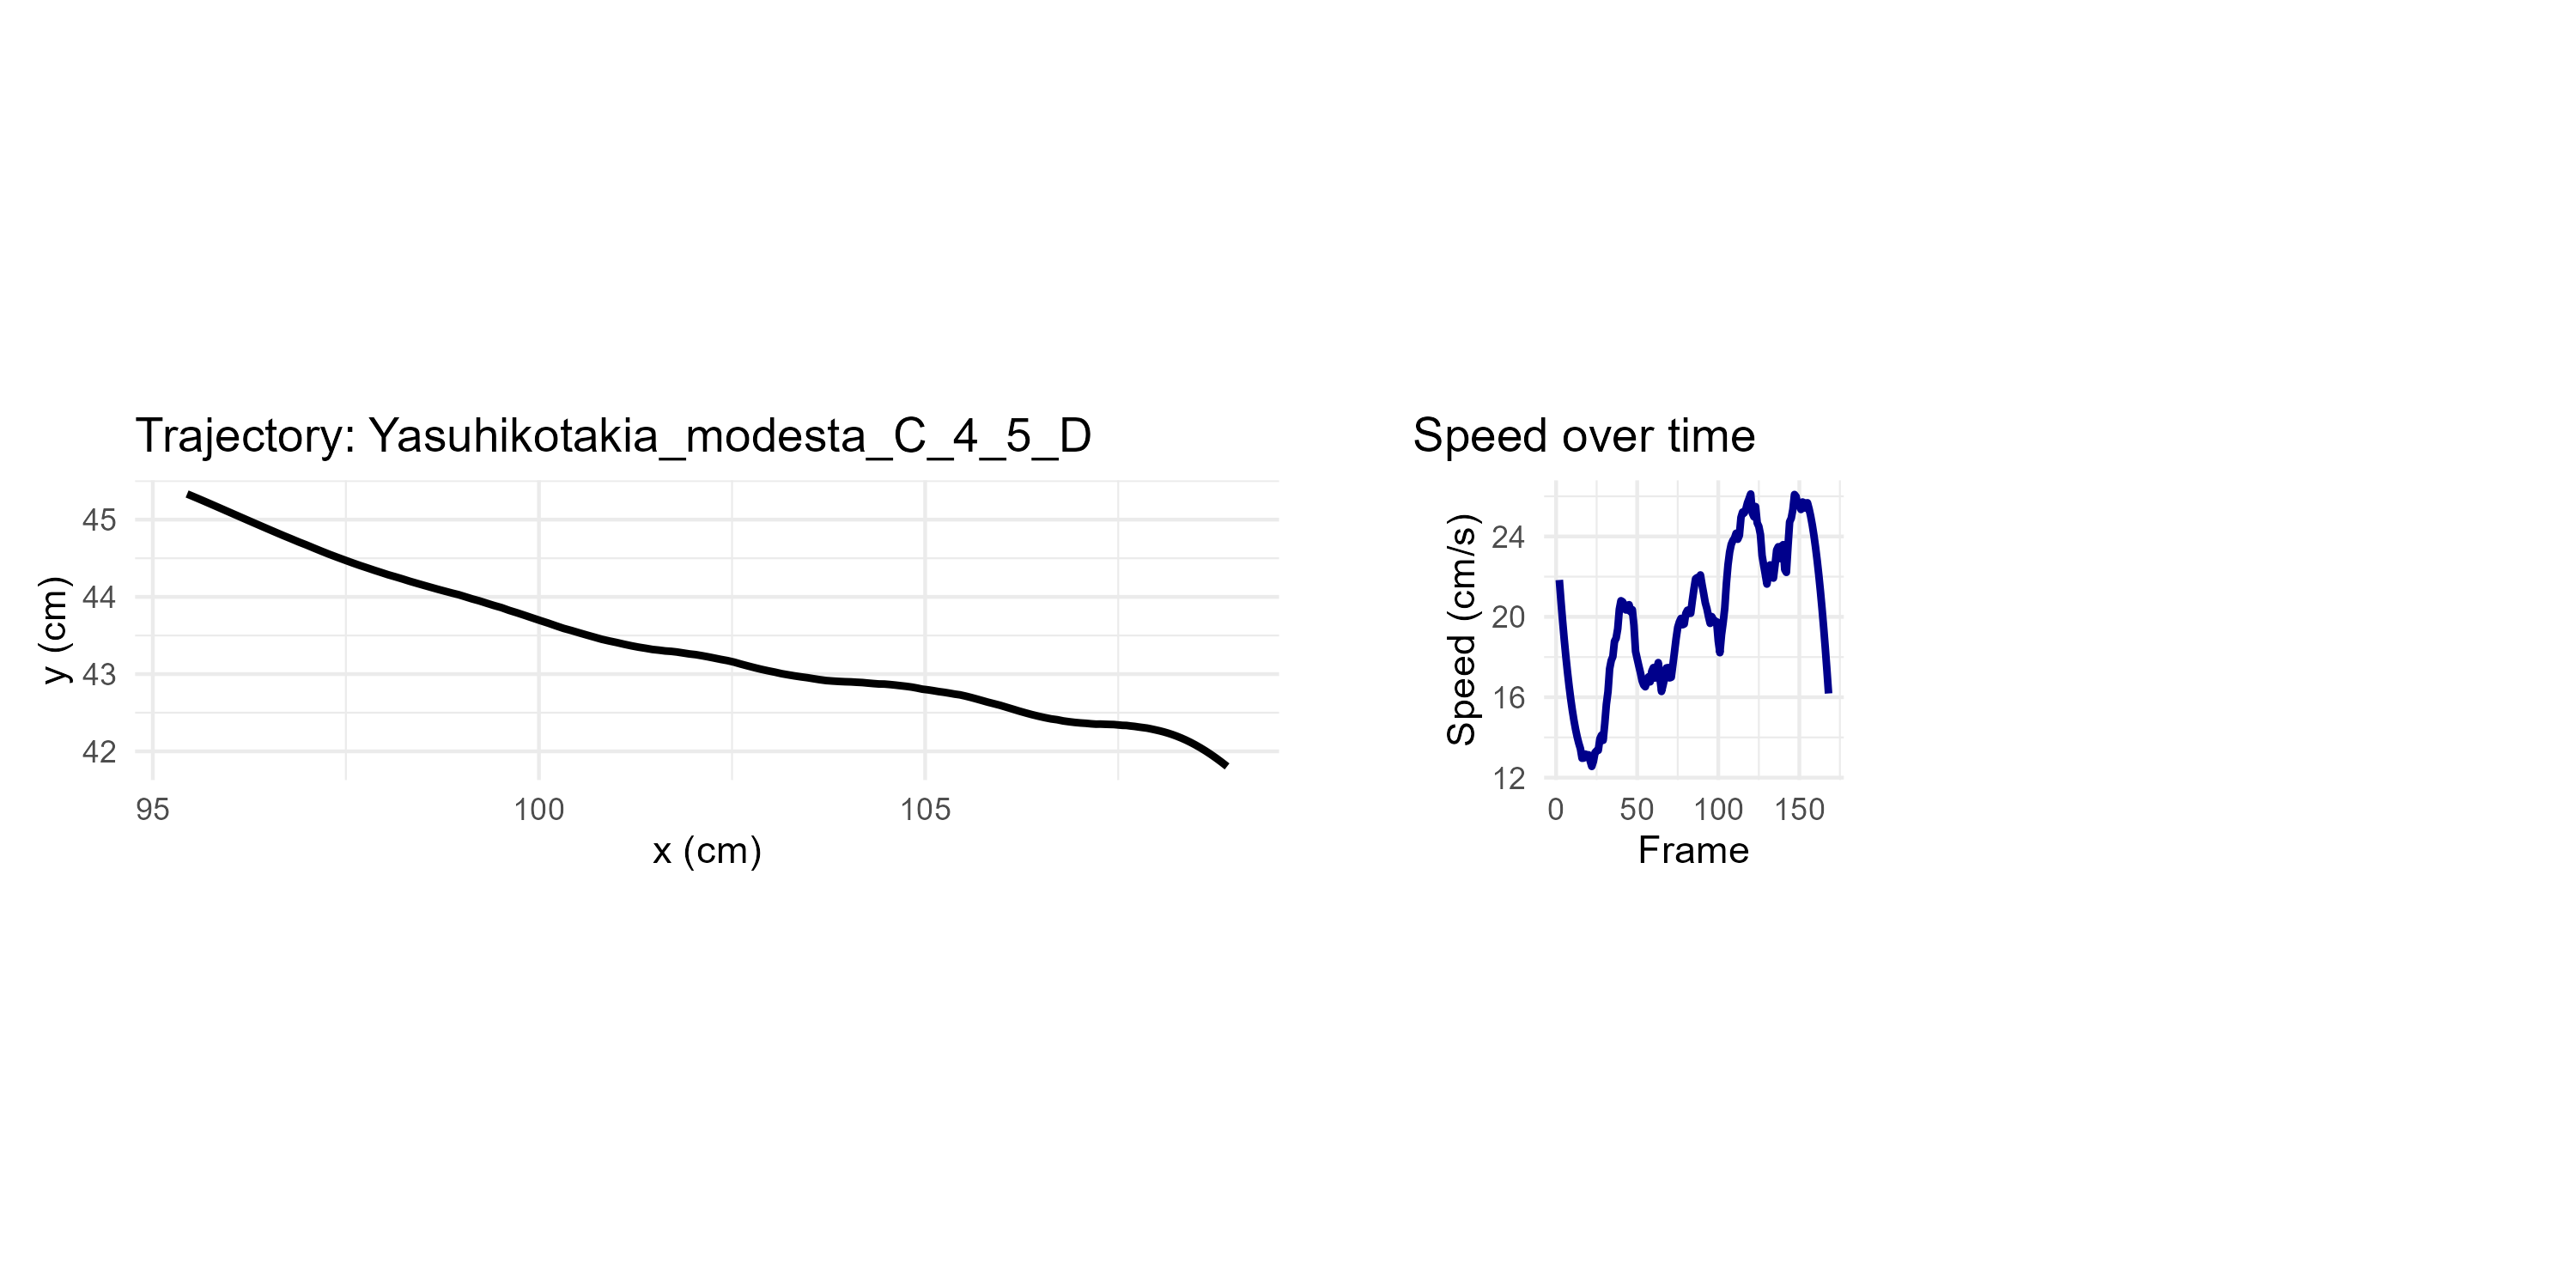 Trajectory: Yasuhikotakia_modesta_C_4_5_D
45
44
43
42
y (cm)
95 100 105
x (cm)
Speed over time
24
20
16
12
Speed (cm/s)
0 50 100 150
Frame